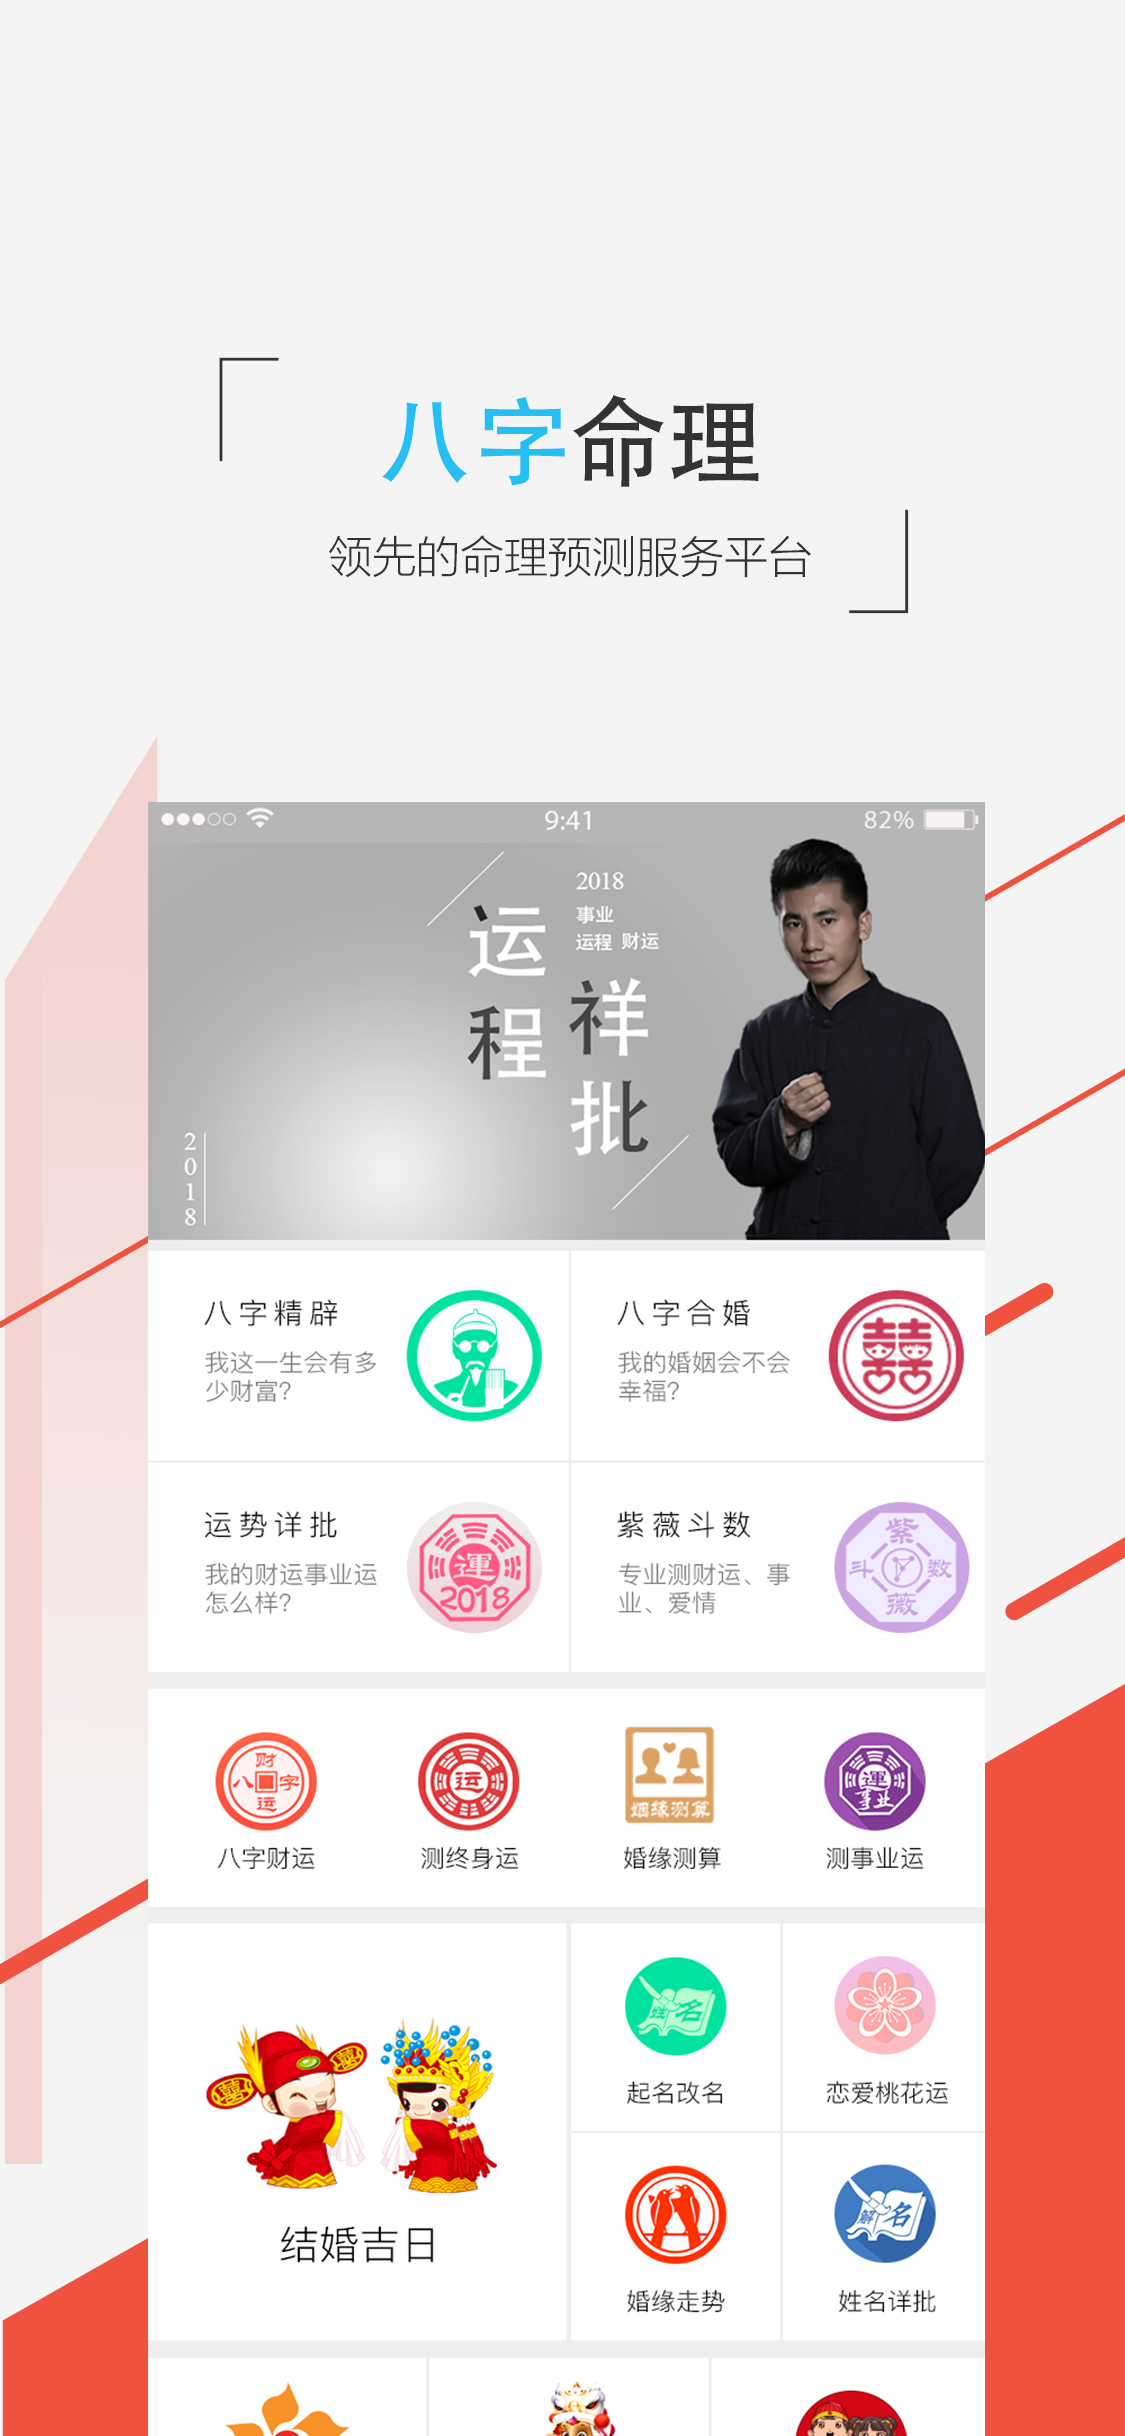 八字命理
领先的命理预测服务平台
9:41
82%
2018
事业
运程 财运
运程
祥批
2018
八字精辟
我这一生会有多
少财富?
八字合婚
我的婚姻会不会
幸福?
运势详批
我的财运事业运
怎么样?
運
2018
紫薇斗数
专业测财运、事
业、爱情
紫
斗 数
薇
财
八 字
运
八字财运
运
测终身运
姻缘测算
婚缘测算
運
事业
测事业运
结婚吉日
姓名
起名改名
恋爱桃花运
婚缘走势
解名
姓名详批